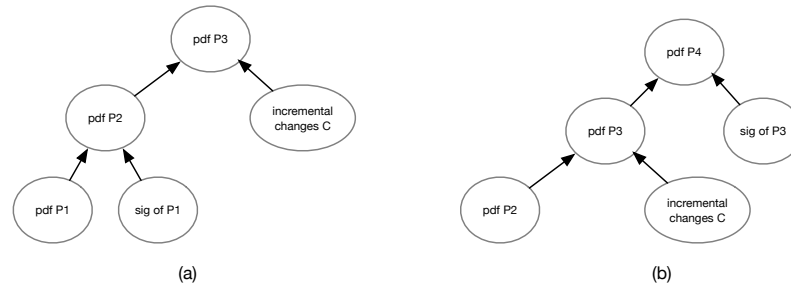 pdf P3
pdf P2
incremental
changes C
pdf P1
sig of P1
(a)
pdf P4
pdf P3
sig of P3
pdf P2
incremental
changes C
(b)